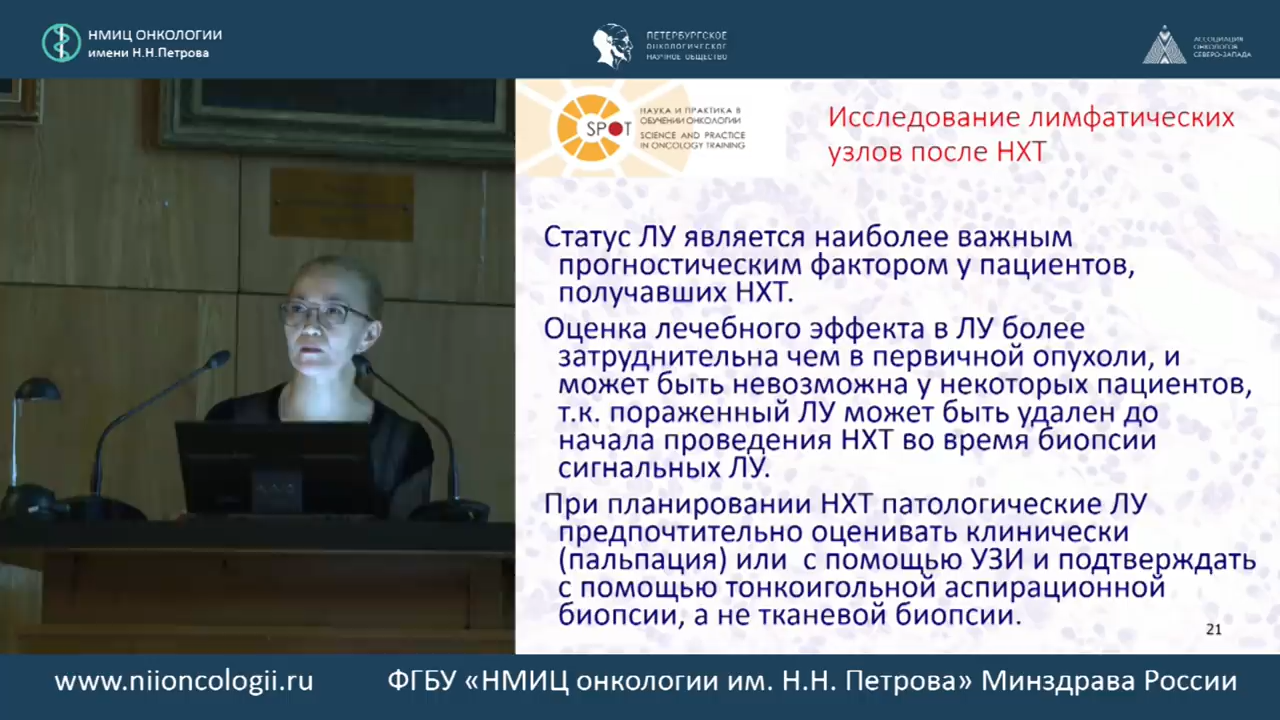 НМИЦ ОНКОЛОГИИ
имени Н.Н.Петрова
ПЕТЕРБУРГСКОЕ
ОНКОЛОГИЧЕСКОЕ
НАУЧНОЕ ОБЩЕСТВО
АССОЦИАЦИЯ
ОНКОЛОГОВ
СЕВЕРО-ЗАПАДА
SPOT
НАУКА И ПРАКТИКА В
ОБУЧЕНИИ ОНКОЛОГИИ
SCIENCE AND PRACTICE
IN ONCOLOGY TRAINING
Исследование лимфатических
узлов после НХТ
Статус ЛУ является наиболее важным
прогностическим фактором у пациентов,
получавших НХТ.
Оценка лечебного эффекта в ЛУ более
затруднительна чем в первичной опухоли, и
может быть невозможна у некоторых пациентов,
т.к. пораженный ЛУ может быть удален до
начала проведения НХТ во время биопсии
сигнальных ЛУ.
При планировании НХТ патологические ЛУ
предпочтительно оценивать клинически
(пальпация) или с помощью УЗИ и подтверждать
с помощью тонкоигольной аспирационной
биопсии, а не тканевой биопсии.
21
www.niioncologii.ru
ФГБУ «НМИЦ онкологии им. Н.Н. Петрова» Минздрава России